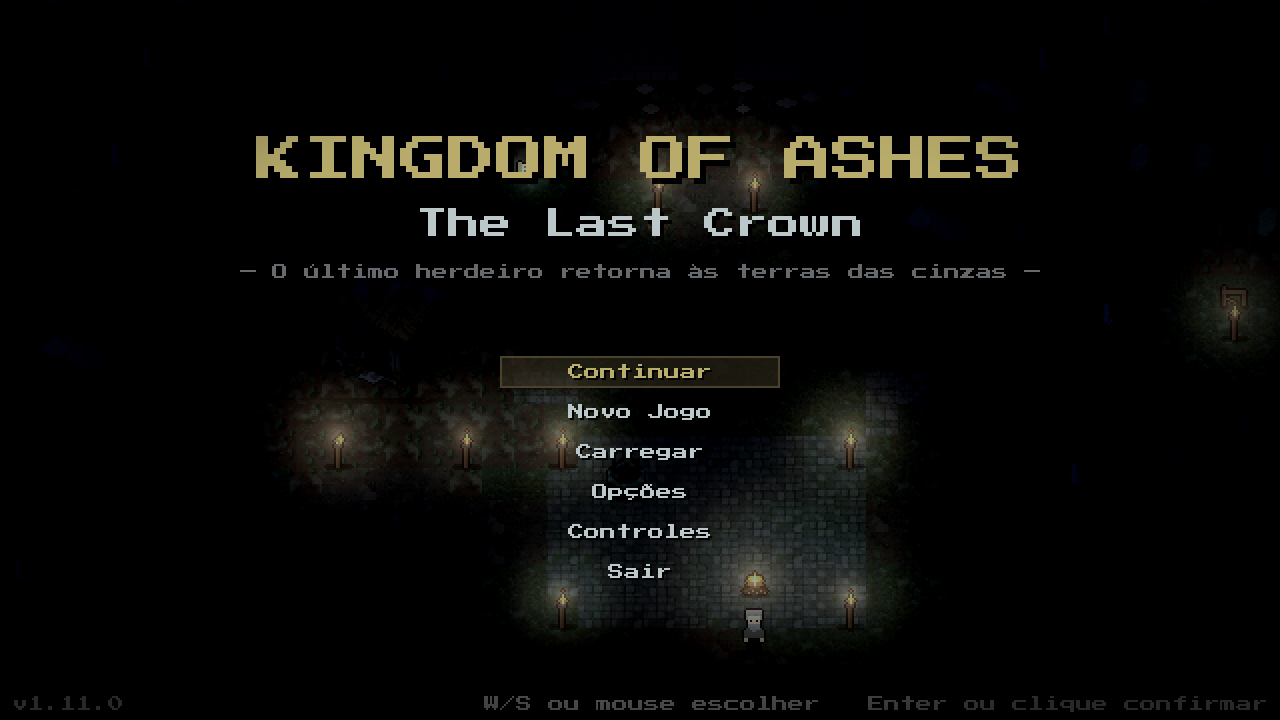 KINGDOM OF ASHES
The Last Crown
— O último herdeiro retorna às terras das cinzas —
Continuar
Novo Jogo
Carregar
Opções
Controles
Sair
v1.11.0
W/S ou mouse escolher Enter ou clique confirmar